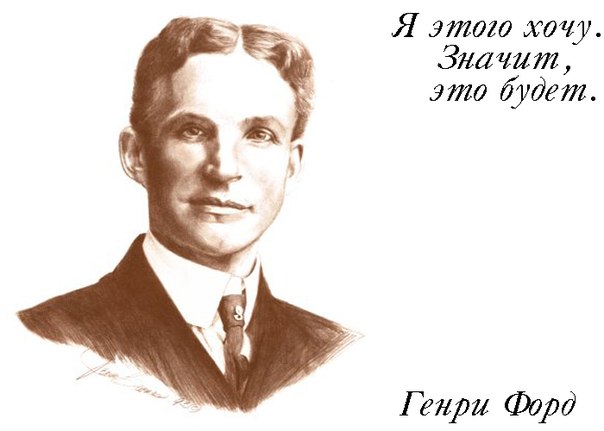 Я этого хочу.
Значит,
это будет.
Генри Форд